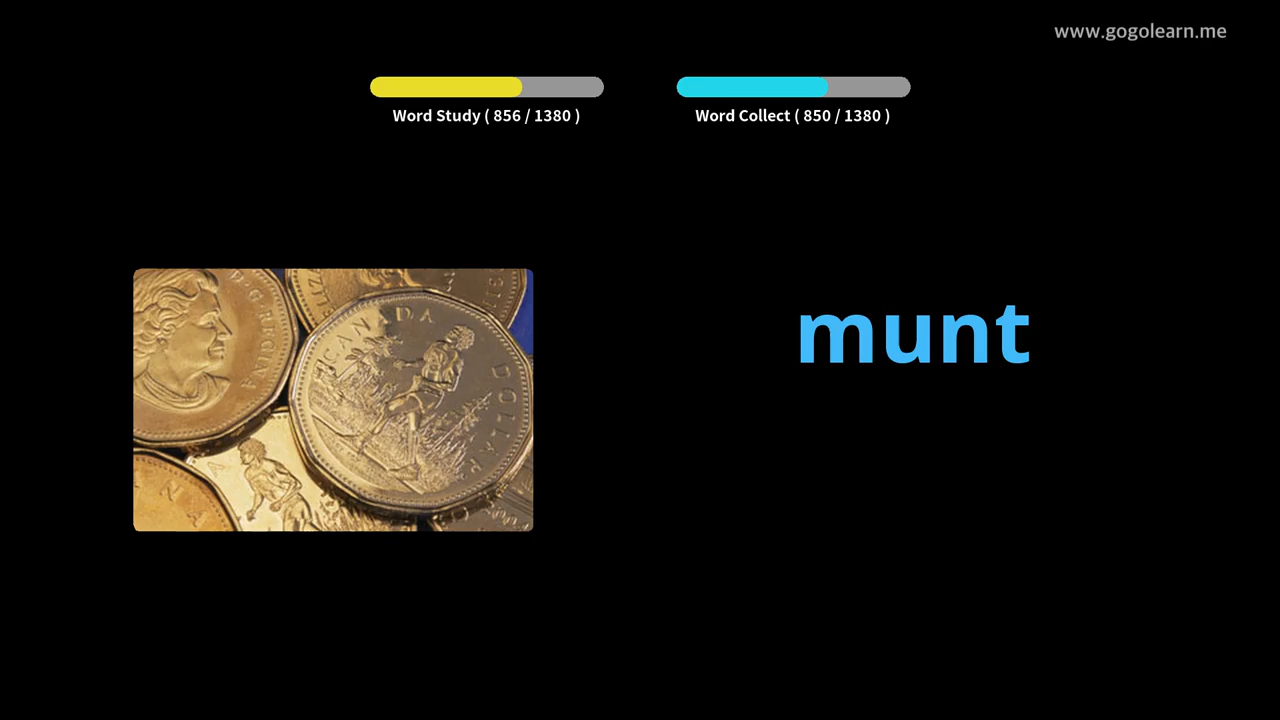 www.gogolearn.me
Word Study ( 856 / 1380 )
Word Collect ( 850 / 1380 )
munt
D.G.REGINA
CANADA
DOLLAR